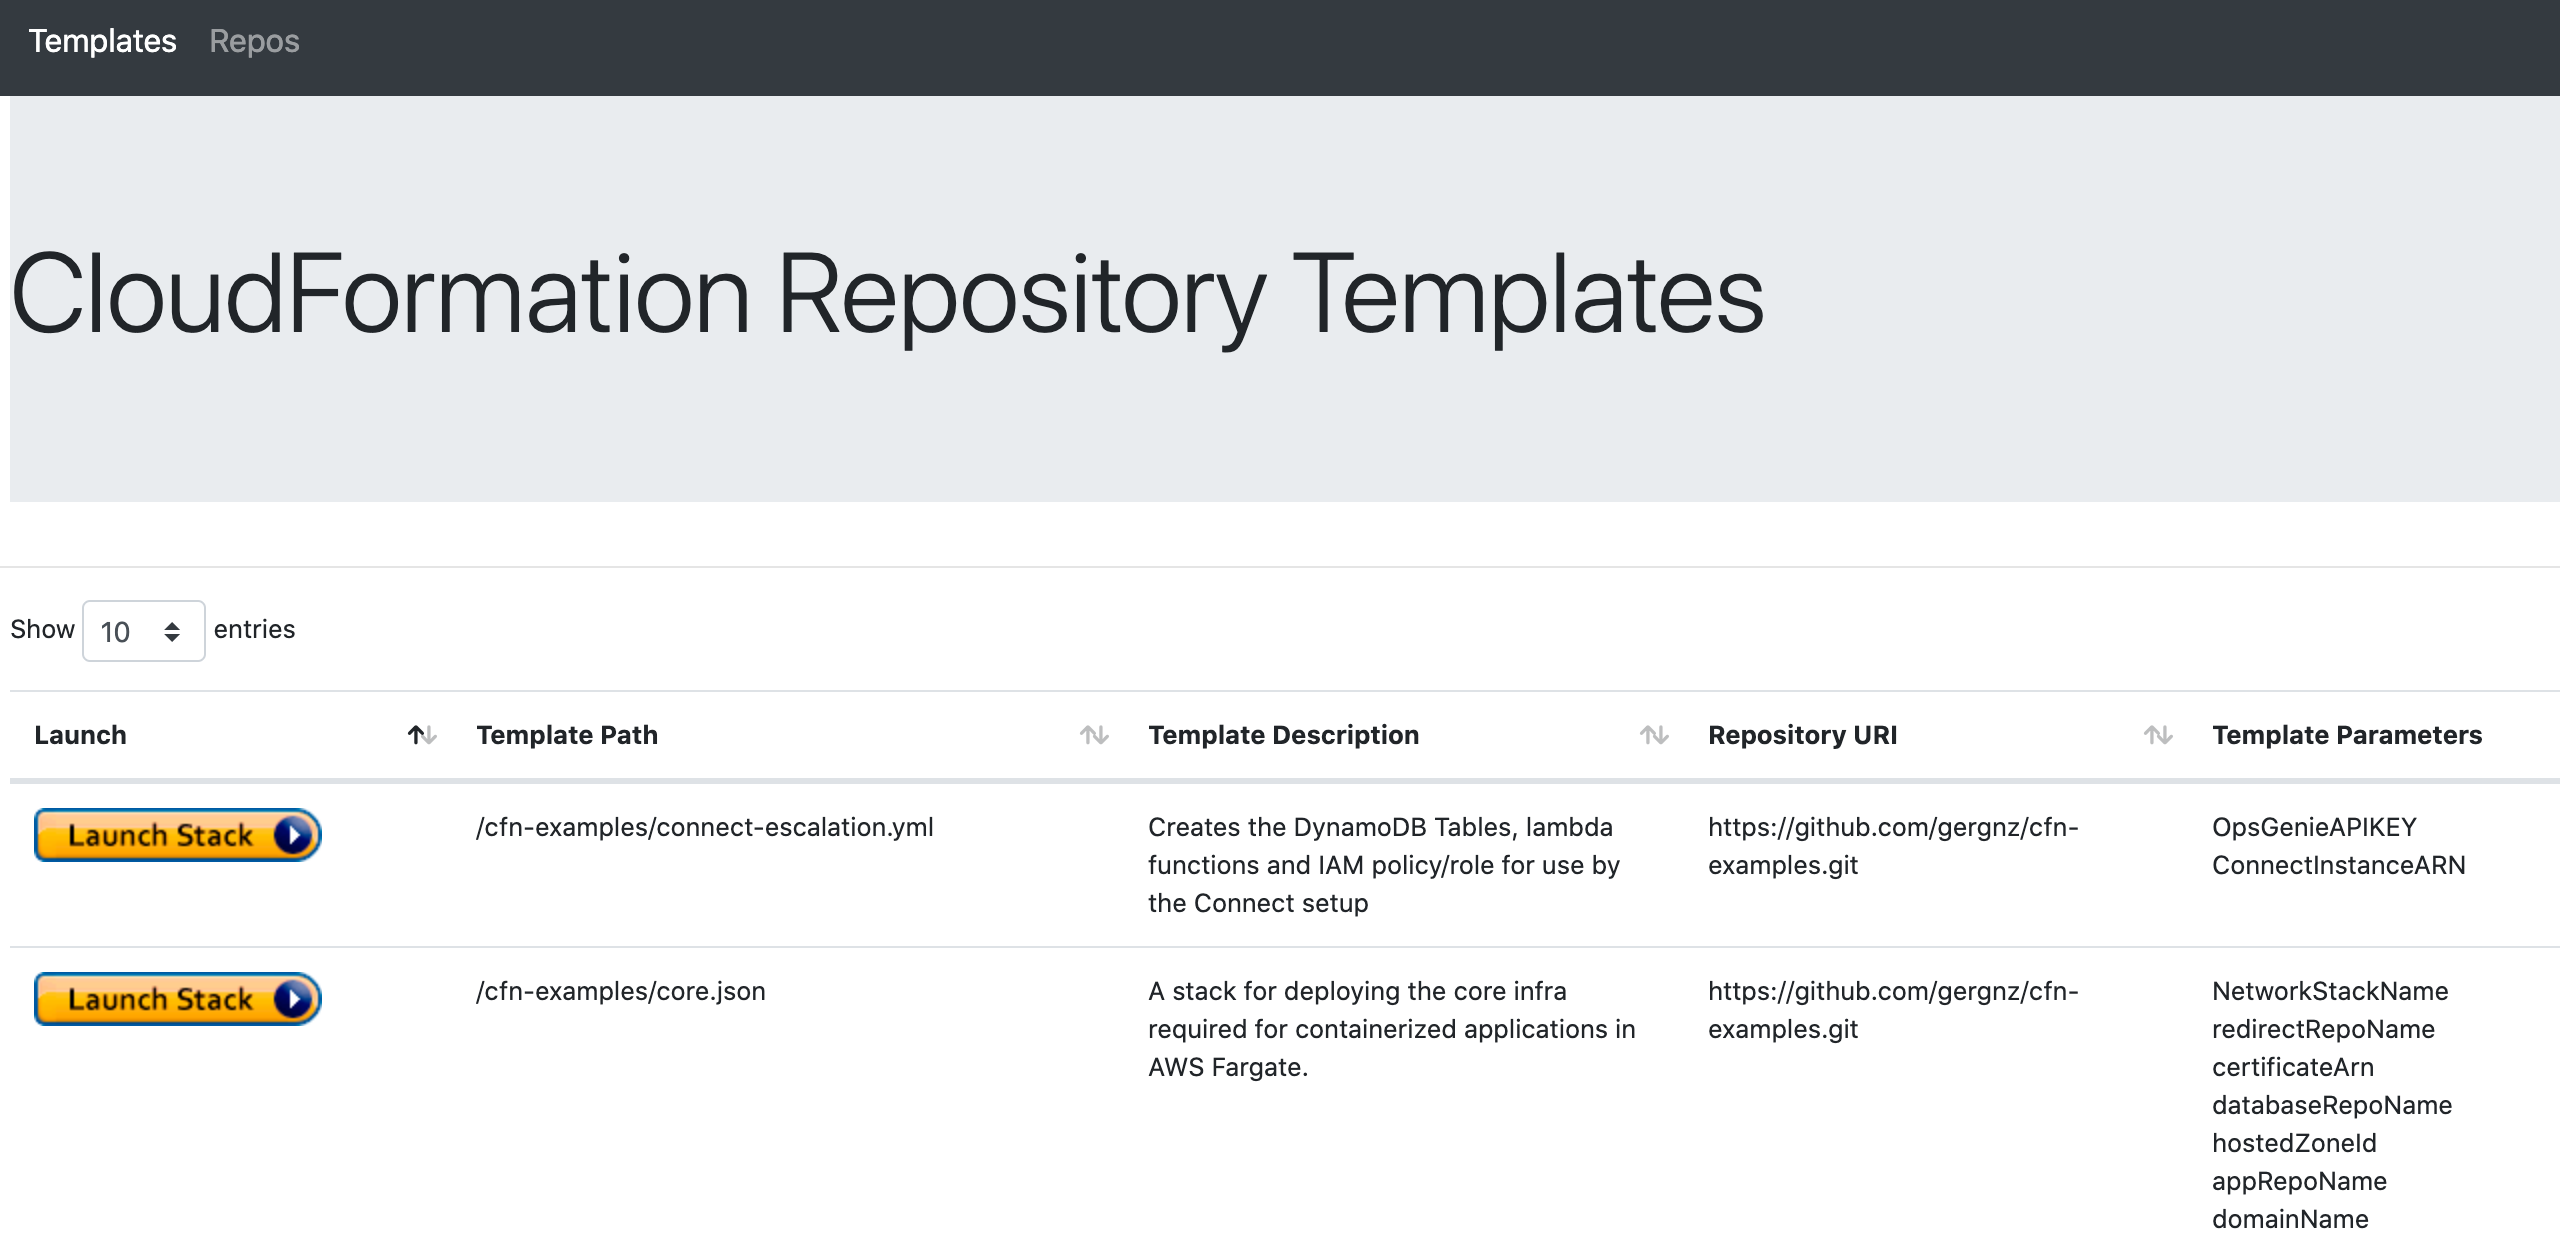 Templates Repos
CloudFormation Repository Templates
Show 10 entries
Launch Template Path Template Description Repository URI Template Parameters
Launch Stack /cfn-examples/connect-escalation.yml Creates the DynamoDB Tables, lambda https://github.com/gergnz/cfn- OpsGenieAPIKEY
functions and IAM policy/role for use by examples.git ConnectInstanceARN
the Connect setup
Launch Stack /cfn-examples/core.json A stack for deploying the core infra https://github.com/gergnz/cfn- NetworkStackName
required for containerized applications in examples.git redirectRepoName
AWS Fargate. certificateArn
databaseRepoName
hostedZoneId
appRepoName
domainName